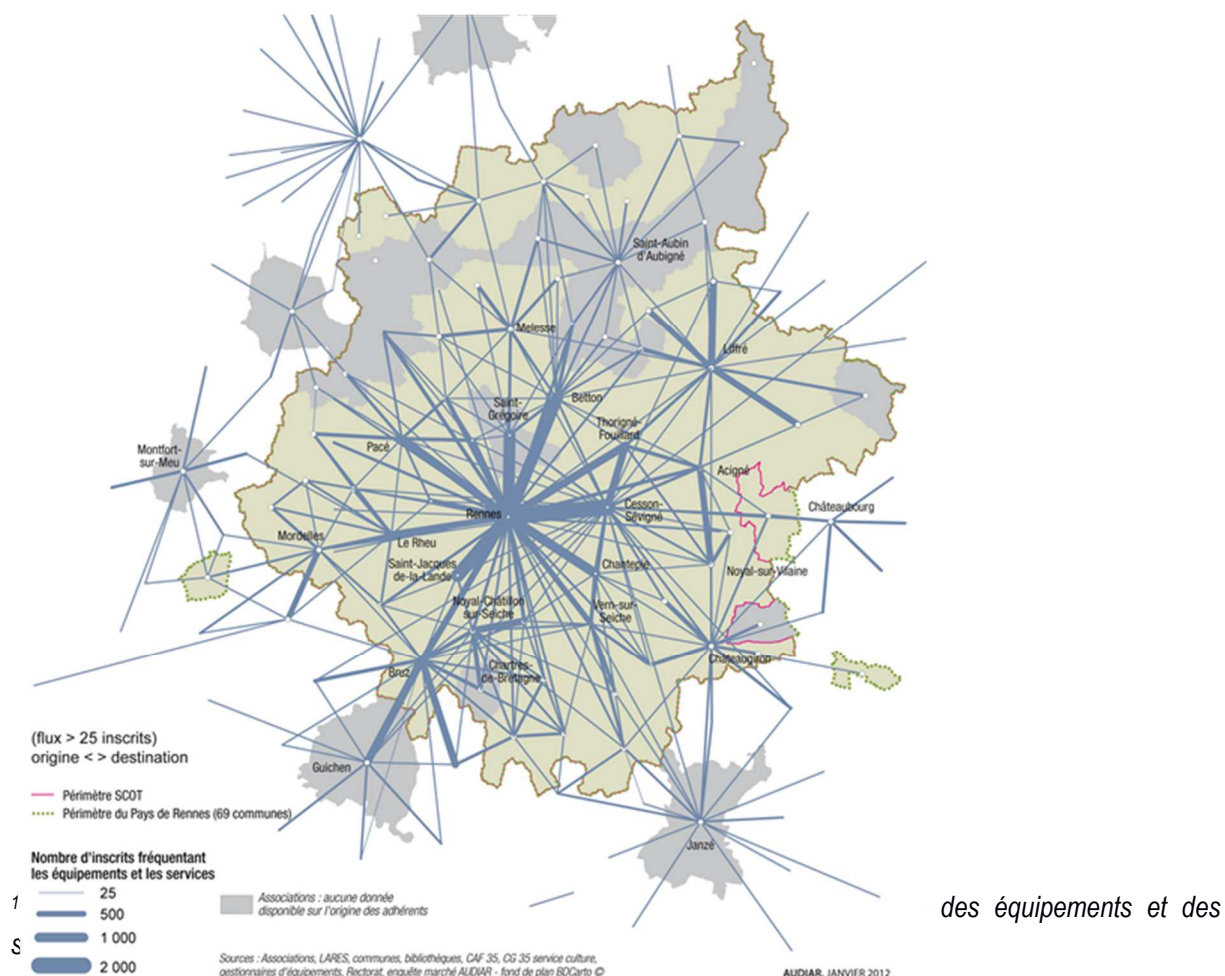 Saint-Aubin
d'Aubigné
Melesse
Liffré
Betton
Saint-
Grégoire
Thorigné-
Fouillard
Pacé
Montfort-
sur-Meu
Acigné
Châteaubourg
Rennes
Cesson-
Sévigné
Mordelles
Le Rheu
Saint-Jacques
de-la-Lande
Chantepie
Noyal-sur-Vilaine
Noyal-Châtillon
sur-Seiche
Vern-sur-
Seiche
Châteaugiron
Bruz
Chartres-
de-Bretagne
Guichen
Janzé
(flux > 25 inscrits)
origine < > destination
Périmètre SCOT
Périmètre du Pays de Rennes (69 communes)
Nombre d'inscrits fréquentant
les équipements et les services
25
500
1 000
2 000
Associations : aucune donnée
disponible sur l'origine des adhérents
1
des équipements et des
s
Sources : Associations, LARES, communes, bibliothèques, CAF 35, CG 35 service culture,
gestionnaires d'équipements, Rectorat, enquête marché AUDIAR - fond de plan BDCarto ©
AUDIAR, JANVIER 2012